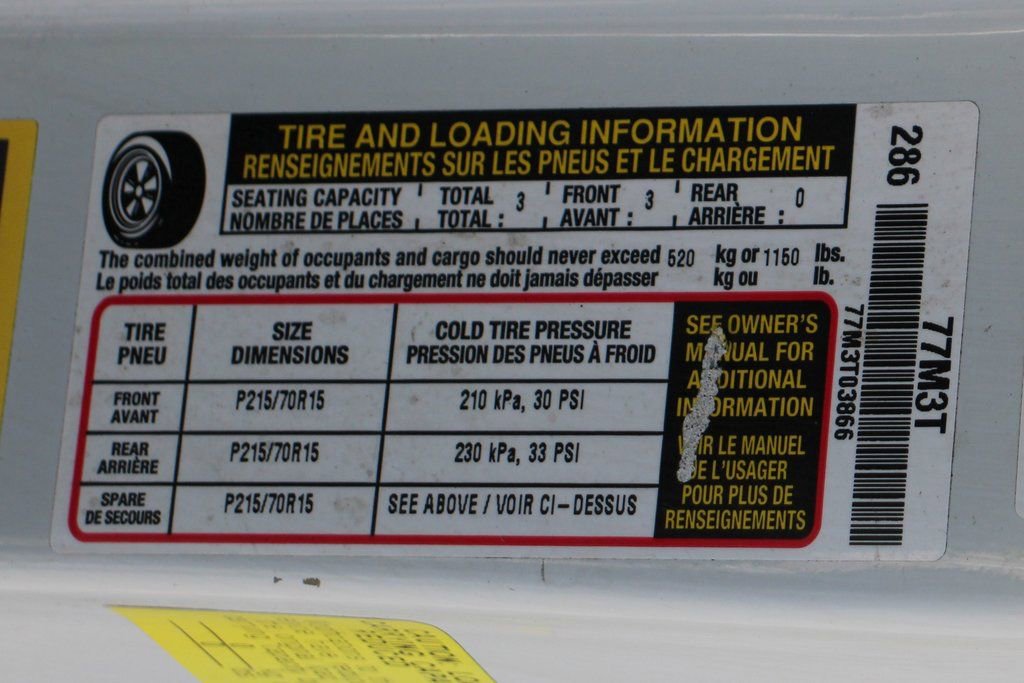 TIRE AND LOADING INFORMATION
RENSEIGNEMENTS SUR LES PNEUS ET LE CHARGEMENT
SEATING CAPACITY TOTAL 3 FRONT 3 REAR 0
NOMBRE DE PLACES TOTAL : AVANT : ARRIÈRE :
The combined weight of occupants and cargo should never exceed 520 kg or 1150 lbs.
Le poids total des occupants et du chargement ne doit jamais dépasser kg ou lb.
TIRE SIZE COLD TIRE PRESSURE
PNEU DIMENSIONS PRESSION DES PNEUS À FROID
FRONT
AVANT
P215/70R15 210 kPa, 30 PSI
REAR
ARRIÈRE
P215/70R15 230 kPa, 33 PSI
SPARE
DE SECOURS
P215/70R15 SEE ABOVE / VOIR CI-DESSUS
SEE OWNER'S
MANUAL FOR
ADDITIONAL
INFORMATION
VOIR LE MANUEL
DE L'USAGER
POUR PLUS DE
RENSEIGNEMENTS
286
77M3T
77M3T03866